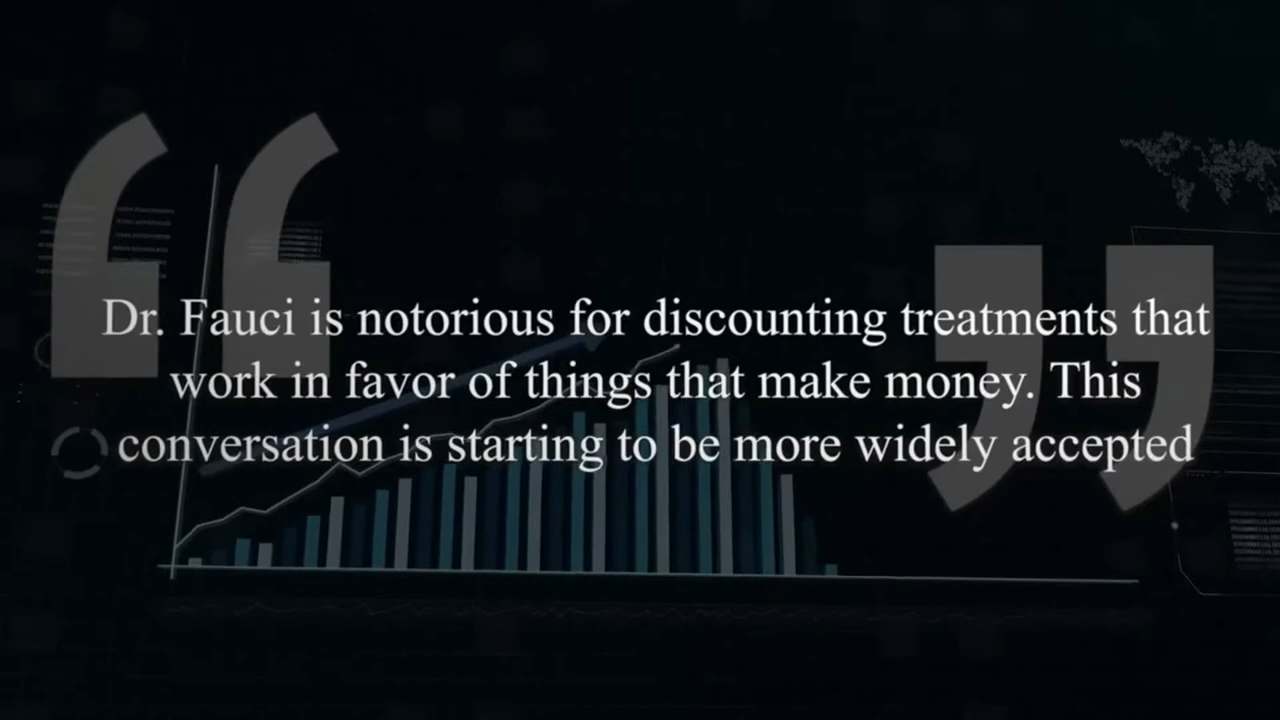 Dr. Fauci is notorious for discounting treatments that
work in favor of things that make money. This
conversation is starting to be more widely accepted